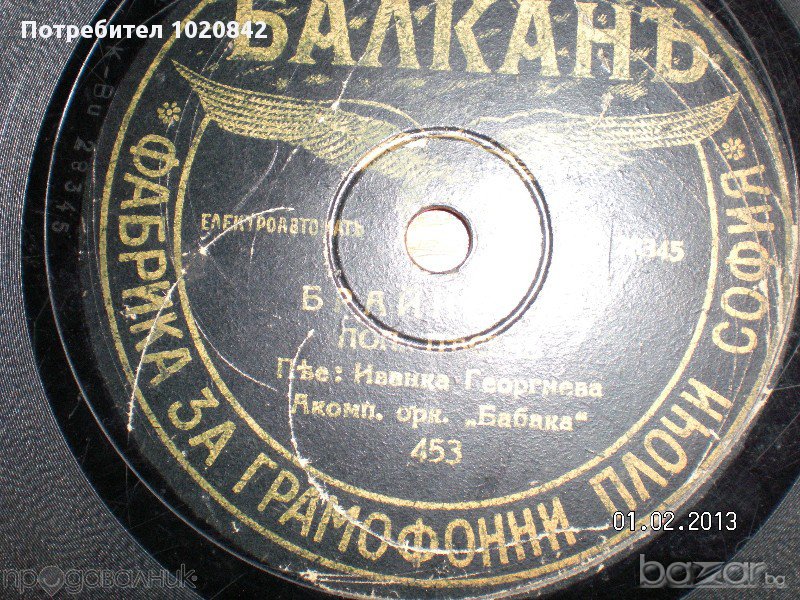 Потребител 1020842
БАЛКАНЪ
ФАБРИКА ЗА ГРАМОФОННИ ПЛОЧИ СОФИЯ
ЕЛЕКТРОАВТОМАТЪ
Пѣе: Иванка Георгиева
Акомп. орк. „Бабака“
453
01.02.2013
продавалник
bazar.bg